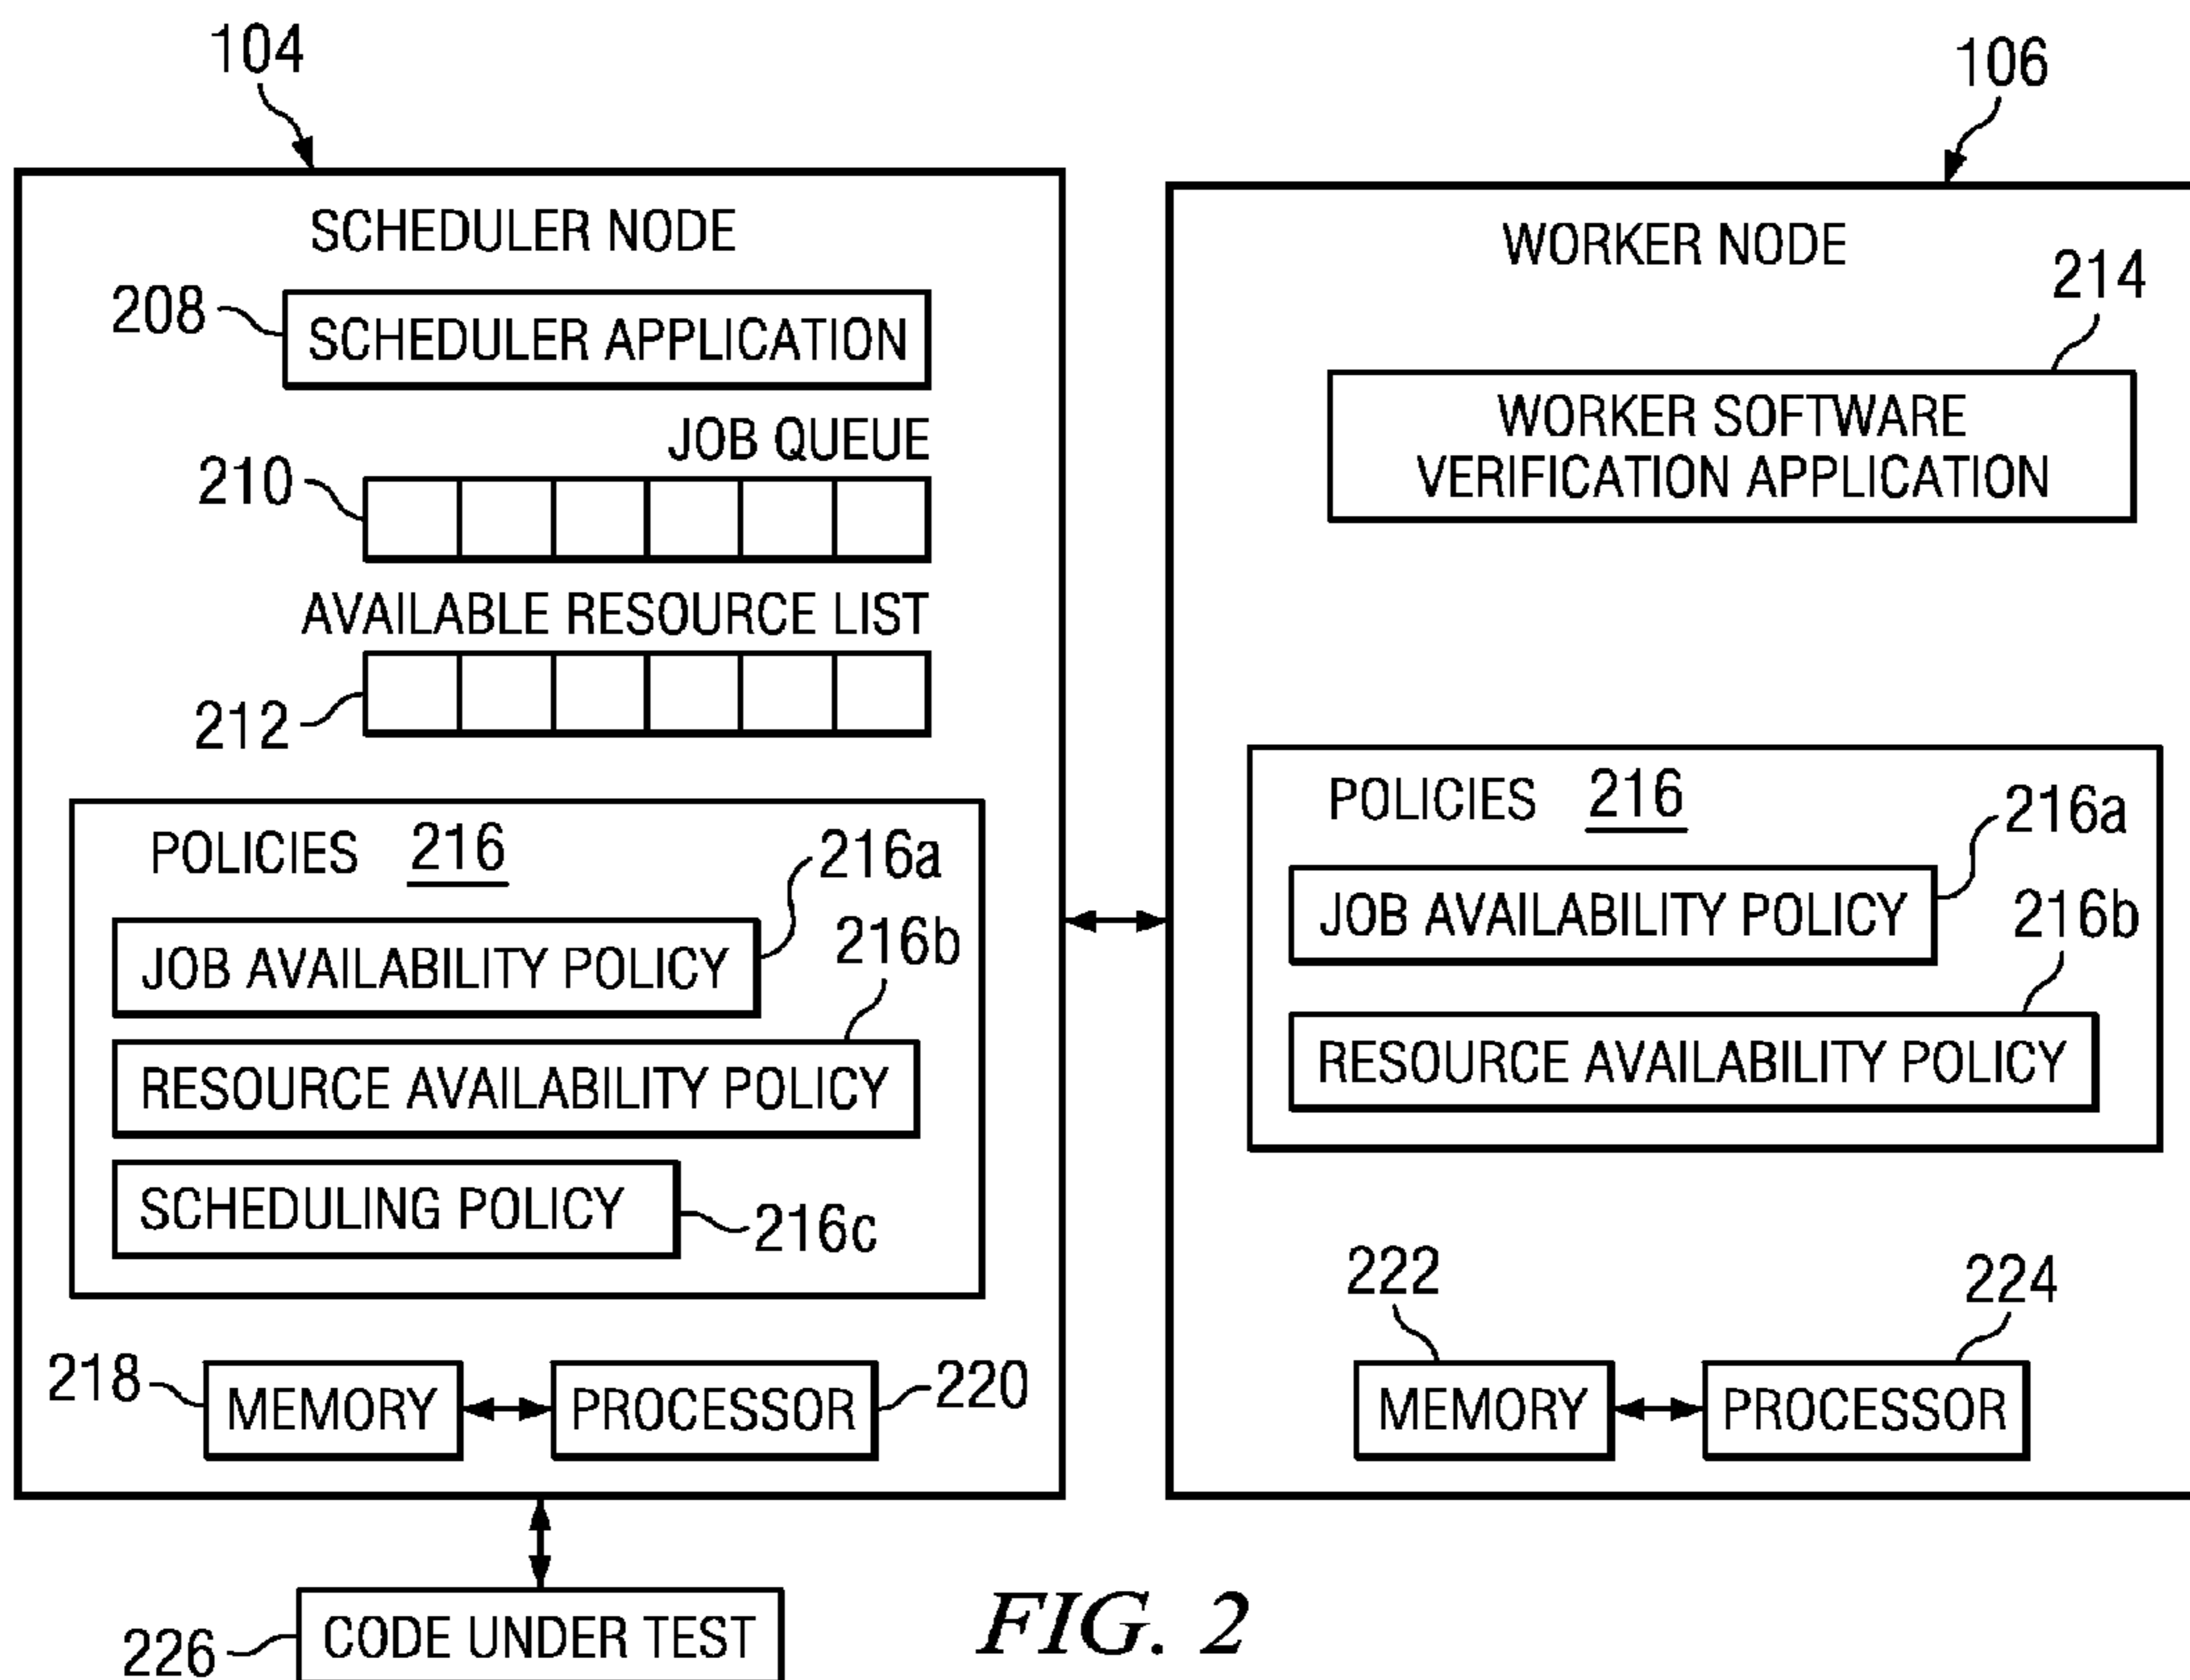 104
106
SCHEDULER NODE
208
SCHEDULER APPLICATION
JOB QUEUE
210
AVAILABLE RESOURCE LIST
212
POLICIES 216
216a
JOB AVAILABILITY POLICY
216b
RESOURCE AVAILABILITY POLICY
SCHEDULING POLICY
216c
218
MEMORY
PROCESSOR
220
WORKER NODE
214
WORKER SOFTWARE
VERIFICATION APPLICATION
POLICIES 216
216a
JOB AVAILABILITY POLICY
216b
RESOURCE AVAILABILITY POLICY
222
224
MEMORY
PROCESSOR
226
CODE UNDER TEST
FIG. 2